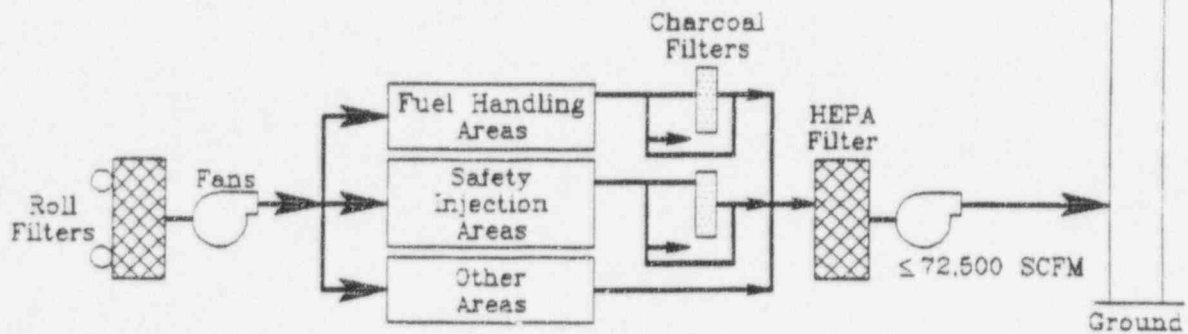 Charcoal
Filters
Fuel Handling
Areas
HEPA
Filter
Fans
Safety
Injection
Areas
Roll
Filters
≤ 72,500 SCFM
Other
Areas
Ground